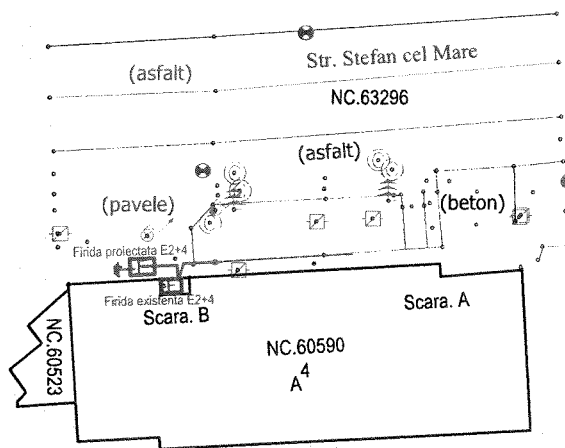 (asfalt)
Str. Stefan cel Mare
NC.63296
(asfalt)
(pavele)
(beton)
Firida proiectata E2+4
Firida existenta E2+4
Scara. B
Scara. A
NC.60523
NC.60590
A
4